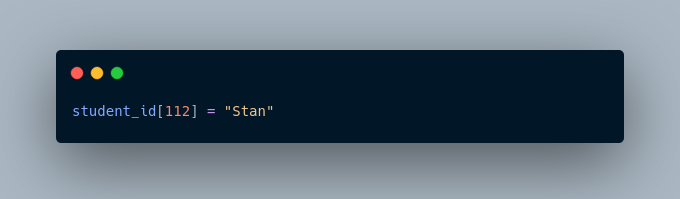 student_id[112] = "Stan"